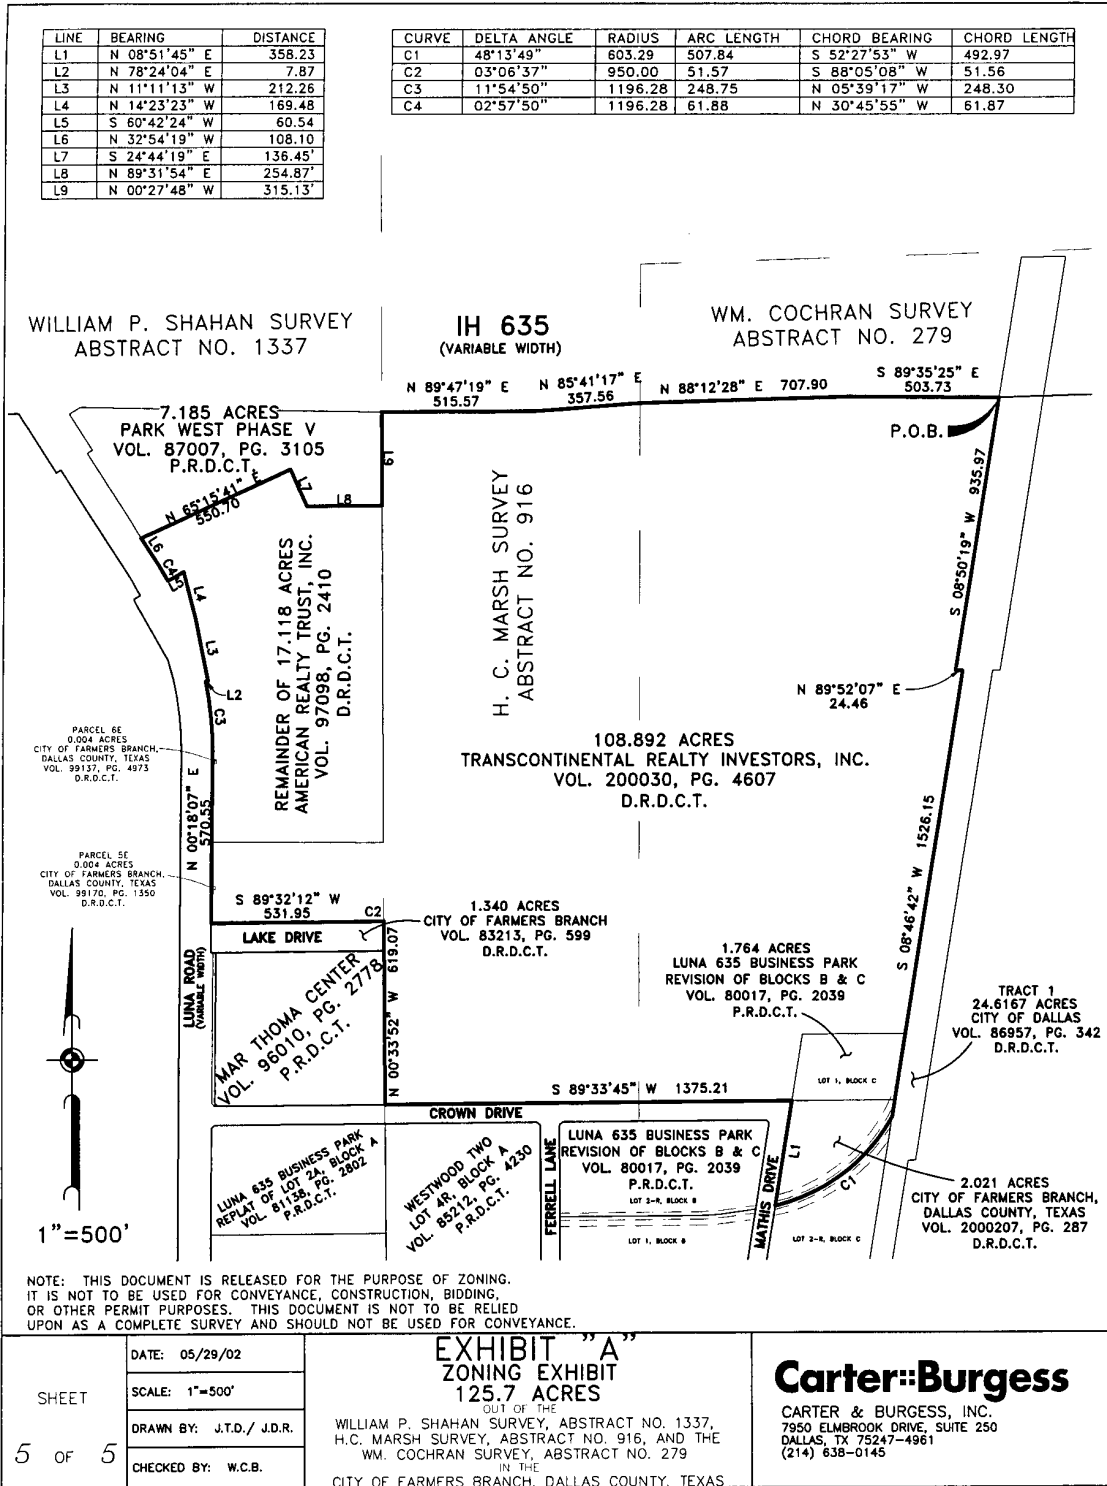 LINE BEARING DISTANCE
L1 N 08°51'45" E 358.23
L2 N 78°24'04" E 7.87
L3 N 11°11'13" W 212.26
L4 N 14°23'23" W 169.48
L5 S 60°42'24" W 60.54
L6 N 32°54'19" W 108.10
L7 S 24°44'19" E 136.45'
L8 N 89°31'54" E 254.87'
L9 N 00°27'48" W 315.13'
CURVE DELTA ANGLE RADIUS ARC LENGTH CHORD BEARING CHORD LENGTH
C1 48°13'49" 603.29 507.84 S 52°27'53" W 492.97
C2 03°06'37" 950.00 51.57 S 88°05'08" W 51.56
C3 11°54'50" 1196.28 248.75 N 05°39'17" W 248.30
C4 02°57'50" 1196.28 61.88 N 30°45'55" W 61.87
WILLIAM P. SHAHAN SURVEY
ABSTRACT NO. 1337
IH 635
(VARIABLE WIDTH)
WM. COCHRAN SURVEY
ABSTRACT NO. 279
N 89°47'19" E
515.57
N 85°41'17" E
357.56
N 88°12'28" E 707.90
S 89°35'25" E
503.73
P.O.B.
7.185 ACRES
PARK WEST PHASE V
VOL. 87007, PG. 3105
P.R.D.C.T.
N 65°15'41" E
550.70
L7
L8
L9
L6
C4
L5
L4
L3
L2
C3
REMAINDER OF 17.118 ACRES
AMERICAN REALTY TRUST, INC.
VOL. 97098, PG. 2410
D.R.D.C.T.
H. C. MARSH SURVEY
ABSTRACT NO. 916
S 08°50'19" W 935.97
N 89°52'07" E
24.46
108.892 ACRES
TRANSCONTINENTAL REALTY INVESTORS, INC.
VOL. 200030, PG. 4607
D.R.D.C.T.
PARCEL 6E
0.004 ACRES
CITY OF FARMERS BRANCH,
DALLAS COUNTY, TEXAS
VOL. 99137, PG. 4973
D.R.D.C.T.
N 00°18'07" E
570.55
PARCEL 5E
0.004 ACRES
CITY OF FARMERS BRANCH,
DALLAS COUNTY, TEXAS
VOL. 99170, PG. 1350
D.R.D.C.T.
S 89°32'12" W
531.95
C2
LAKE DRIVE
1.340 ACRES
CITY OF FARMERS BRANCH
VOL. 83213, PG. 599
D.R.D.C.T.
S 08°46'42" W 1526.15
LUNA ROAD
(VARIABLE WIDTH)
MAR THOMA CENTER
VOL. 96010, PG. 2778
P.R.D.C.T.
N 00°33'52" W 619.07
1.764 ACRES
LUNA 635 BUSINESS PARK
REVISION OF BLOCKS B & C
VOL. 80017, PG. 2039
P.R.D.C.T.
TRACT 1
24.6167 ACRES
CITY OF DALLAS
VOL. 86957, PG. 342
D.R.D.C.T.
LOT 1, BLOCK C
S 89°33'45" W 1375.21
CROWN DRIVE
LUNA 635 BUSINESS PARK
REPLAT OF LOT 2A, BLOCK A
VOL. 81138, PG. 2802
P.R.D.C.T.
WESTWOOD TWO
LOT 4R, BLOCK A
VOL. 85212, PG. 4230
P.R.D.C.T.
FERRELL LANE
LUNA 635 BUSINESS PARK
REVISION OF BLOCKS B & C
VOL. 80017, PG. 2039
P.R.D.C.T.
LOT 2-R, BLOCK B
LOT 1, BLOCK B
MATHIS DRIVE
L1
C1
LOT 2-R, BLOCK C
2.021 ACRES
CITY OF FARMERS BRANCH,
DALLAS COUNTY, TEXAS
VOL. 2000207, PG. 287
D.R.D.C.T.
1"=500'
NOTE: THIS DOCUMENT IS RELEASED FOR THE PURPOSE OF ZONING.
IT IS NOT TO BE USED FOR CONVEYANCE, CONSTRUCTION, BIDDING,
OR OTHER PERMIT PURPOSES. THIS DOCUMENT IS NOT TO BE RELIED
UPON AS A COMPLETE SURVEY AND SHOULD NOT BE USED FOR CONVEYANCE.
SHEET
5 OF 5
DATE: 05/29/02
SCALE: 1"=500'
DRAWN BY: J.T.D./ J.D.R.
CHECKED BY: W.C.B.
EXHIBIT "A"
ZONING EXHIBIT
125.7 ACRES
OUT OF THE
WILLIAM P. SHAHAN SURVEY, ABSTRACT NO. 1337,
H.C. MARSH SURVEY, ABSTRACT NO. 916, AND THE
WM. COCHRAN SURVEY, ABSTRACT NO. 279
IN THE
CITY OF FARMERS BRANCH, DALLAS COUNTY, TEXAS
Carter::Burgess
CARTER & BURGESS, INC.
7950 ELMBROOK DRIVE, SUITE 250
DALLAS, TX 75247-4961
(214) 638-0145